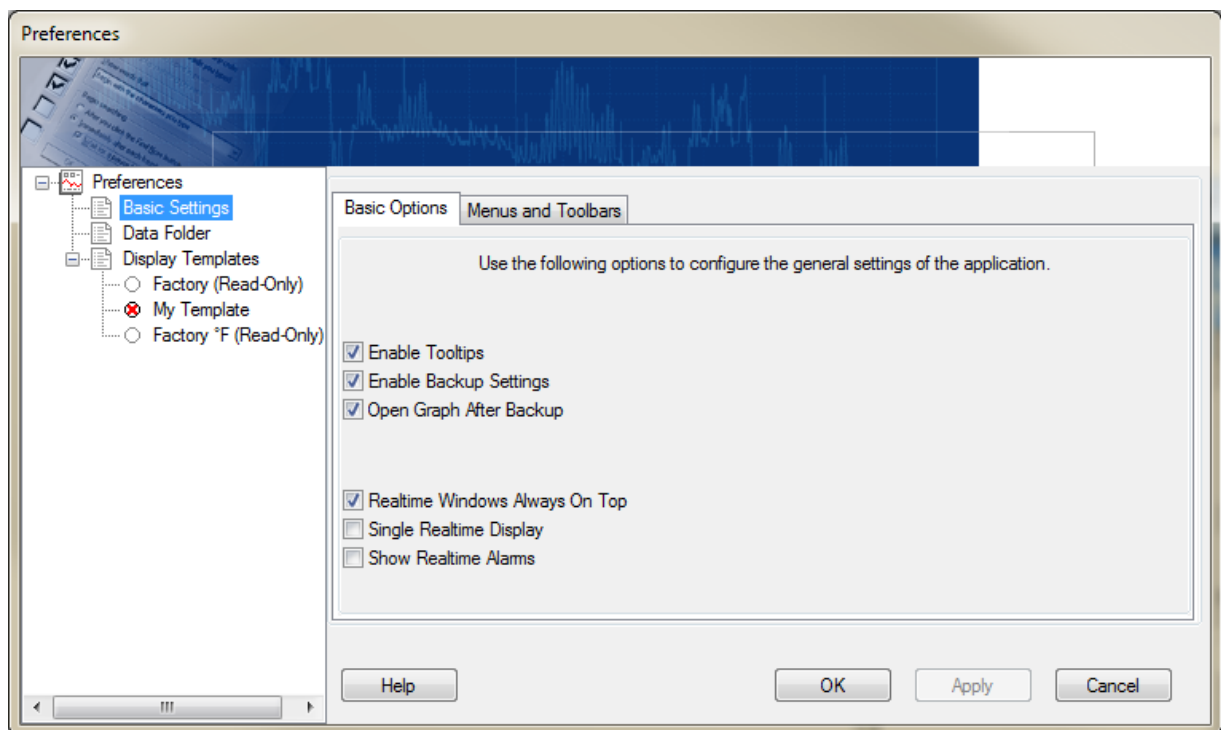 Preferences
Preferences
Basic Settings
Data Folder
Display Templates
Factory (Read-Only)
My Template
Factory °F (Read-Only)
Basic Options
Menus and Toolbars
Use the following options to configure the general settings of the application.
Enable Tooltips
Enable Backup Settings
Open Graph After Backup
Realtime Windows Always On Top
Single Realtime Display
Show Realtime Alarms
Help
OK
Apply
Cancel